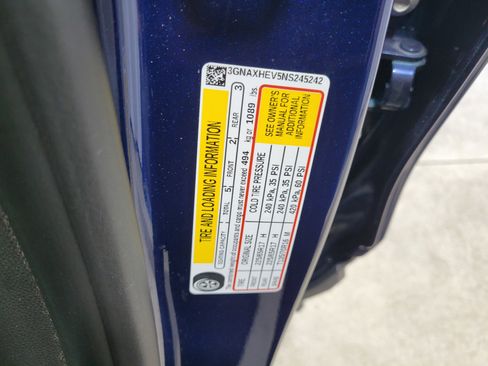 3GNAXHEV5NS245242
TIRE AND LOADING INFORMATION
SEATING CAPACITY TOTAL 5 FRONT 2 REAR 3
The combined weight of occupants and cargo must never exceed 494 kg or 1089 lbs.
TIRE ORIGINAL SIZE COLD TIRE PRESSURE
FRONT 225/65R17 H 240 kPa, 35 PSI
REAR 225/65R17 H 240 kPa, 35 PSI
SPARE T135/70R16 M 420 kPa, 60 PSI
SEE OWNER'S
MANUAL FOR
ADDITIONAL
INFORMATION